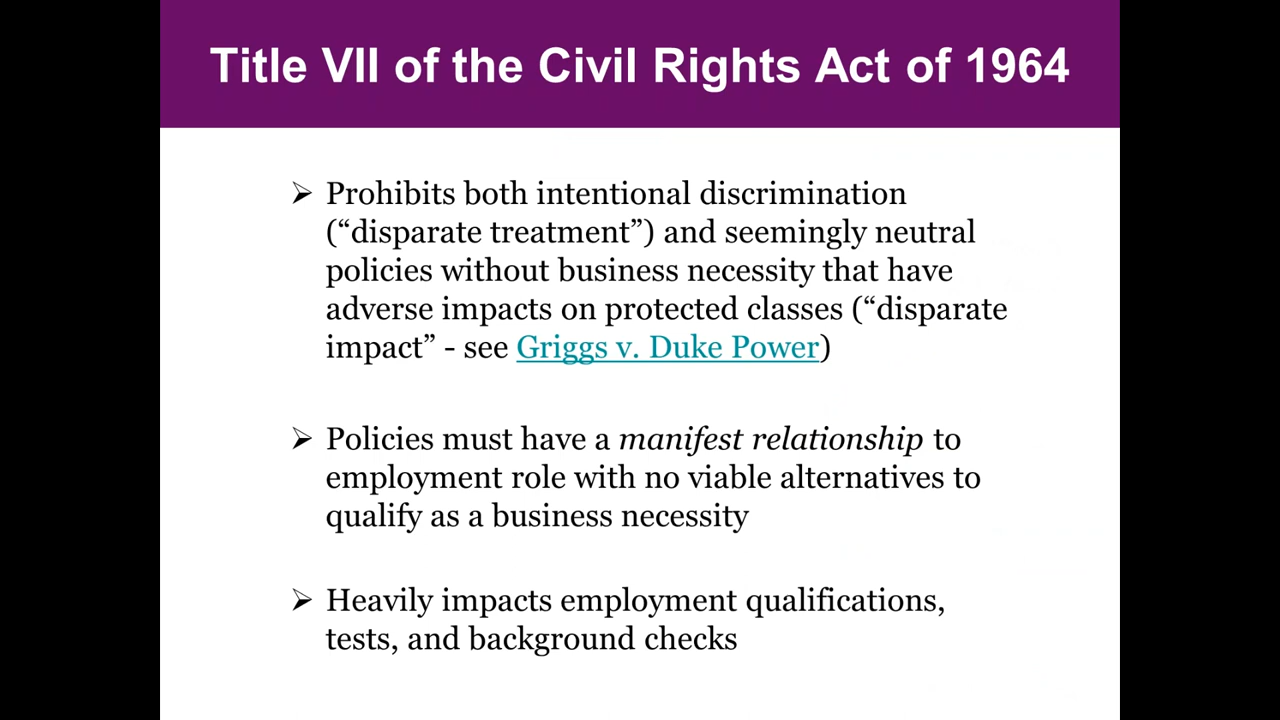 Title VII of the Civil Rights Act of 1964
➢ Prohibits both intentional discrimination
(“disparate treatment”) and seemingly neutral
policies without business necessity that have
adverse impacts on protected classes (“disparate
impact” - see Griggs v. Duke Power)
➢ Policies must have a manifest relationship to
employment role with no viable alternatives to
qualify as a business necessity
➢ Heavily impacts employment qualifications,
tests, and background checks